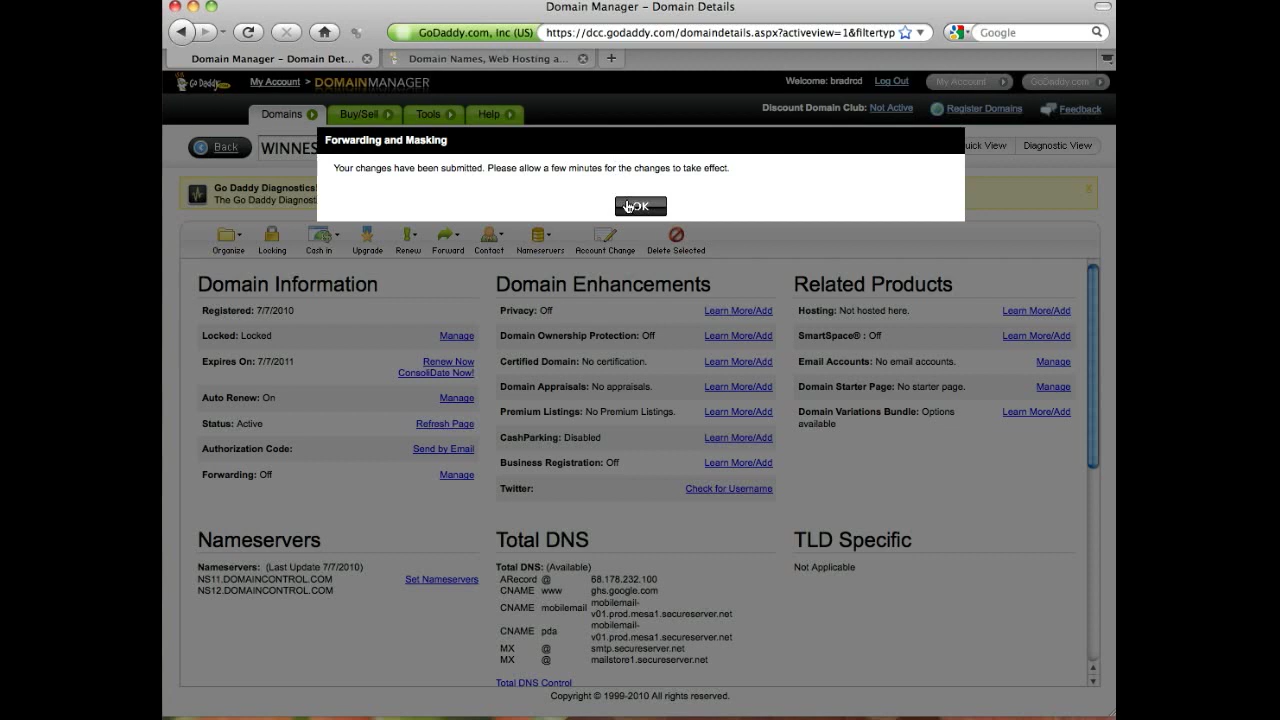 Domain Manager – Domain Details
GoDaddy.com, Inc (US)
https://dcc.godaddy.com/domaindetails.aspx?activeview=1&filtertyp
Google
Domain Manager – Domain Det...
Domain Names, Web Hosting a...
Go Daddy
My Account > DOMAINMANAGER
Welcome: bradrcd
Log Out
My Account
GoDaddy.com
Domains
Buy/Sell
Tools
Help
Discount Domain Club: Not Active
Register Domains
Feedback
Back
WINNES
Forwarding and Masking
Your changes have been submitted. Please allow a few minutes for the changes to take effect.
OK
Diagnostic View
Go Daddy Diagnostics
The Go Daddy Diagnost
Organize
Locking
Cash in
Upgrade
Renew
Forward
Contact
Nameservers
Account Change
Delete Selected
Domain Information
Registered: 7/7/2010
Locked: Locked Manage
Expires On: 7/7/2011 Renew Now
ConsoliDate Now!
Auto Renew: On Manage
Status: Active Refresh Page
Authorization Code: Send by Email
Forwarding: Off Manage
Domain Enhancements
Privacy: Off Learn More/Add
Domain Ownership Protection: Off Learn More/Add
Certified Domain: No certification. Learn More/Add
Domain Appraisals: No appraisals. Learn More/Add
Premium Listings: No Premium Listings. Learn More/Add
CashParking: Disabled Learn More/Add
Business Registration: Off Learn More/Add
Twitter: Check for Username
Related Products
Hosting: Not hosted here. Learn More/Add
SmartSpace® : Off Learn More/Add
Email Accounts: No email accounts. Manage
Domain Starter Page: No starter page. Manage
Domain Variations Bundle: Options Learn More/Add
available
Nameservers
Nameservers: (Last Update 7/7/2010)
NS11.DOMAINCONTROL.COM Set Nameservers
NS12.DOMAINCONTROL.COM
Total DNS
Total DNS: (Available)
ARecord @ 68.178.232.100
CNAME www ghs.google.com
CNAME mobilemail mobilemail-
v01.prod.mesa1.secureserver.net
CNAME pda mobilemail-
v01.prod.mesa1.secureserver.net
MX @ smtp.secureserver.net
MX @ mailstore1.secureserver.net
Total DNS Control
TLD Specific
Not Applicable
Copyright © 1999-2010 All rights reserved.